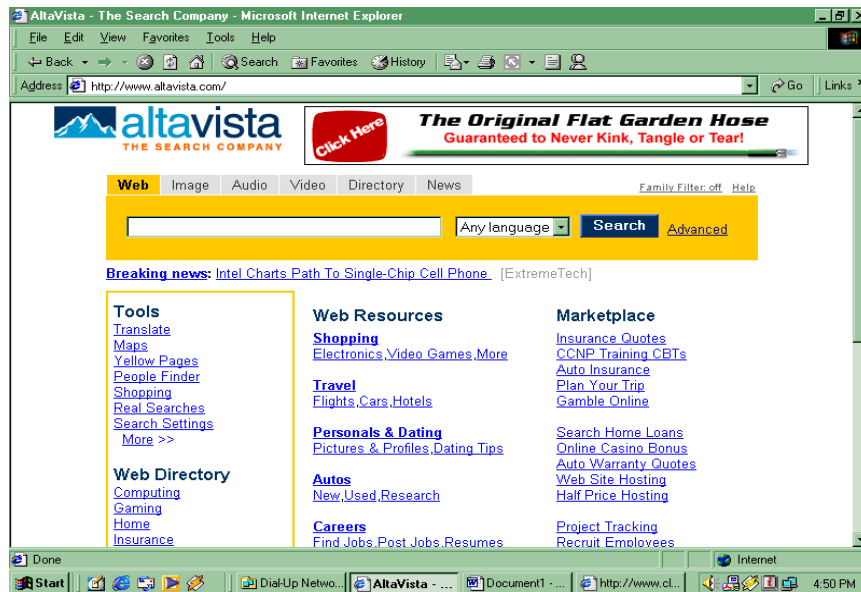 AltaVista - The Search Company - Microsoft Internet Explorer
File Edit View Favorites Tools Help
Back Search Favorites History
Address http://www.altavista.com/ Go Links
altavista
THE SEARCH COMPANY
Click Here
The Original Flat Garden Hose
Guaranteed to Never Kink, Tangle or Tear!
Web Image Audio Video Directory News Family Filter: off Help
Any language Search Advanced
Breaking news: Intel Charts Path To Single-Chip Cell Phone [ExtremeTech]
Tools
Translate
Maps
Yellow Pages
People Finder
Shopping
Real Searches
Search Settings
More >>
Web Directory
Computing
Gaming
Home
Insurance
Web Resources
Shopping
Electronics,Video Games,More
Travel
Flights,Cars,Hotels
Personals & Dating
Pictures & Profiles,Dating Tips
Autos
New,Used,Research
Careers
Find Jobs,Post Jobs,Resumes
Marketplace
Insurance Quotes
CCNP Training CBTs
Auto Insurance
Plan Your Trip
Gamble Online
Search Home Loans
Online Casino Bonus
Auto Warranty Quotes
Web Site Hosting
Half Price Hosting
Project Tracking
Recruit Employees
Done Internet
Start Dial-Up Netwo... AltaVista - ... Document1 - ... http://www.cl... 4:50 PM